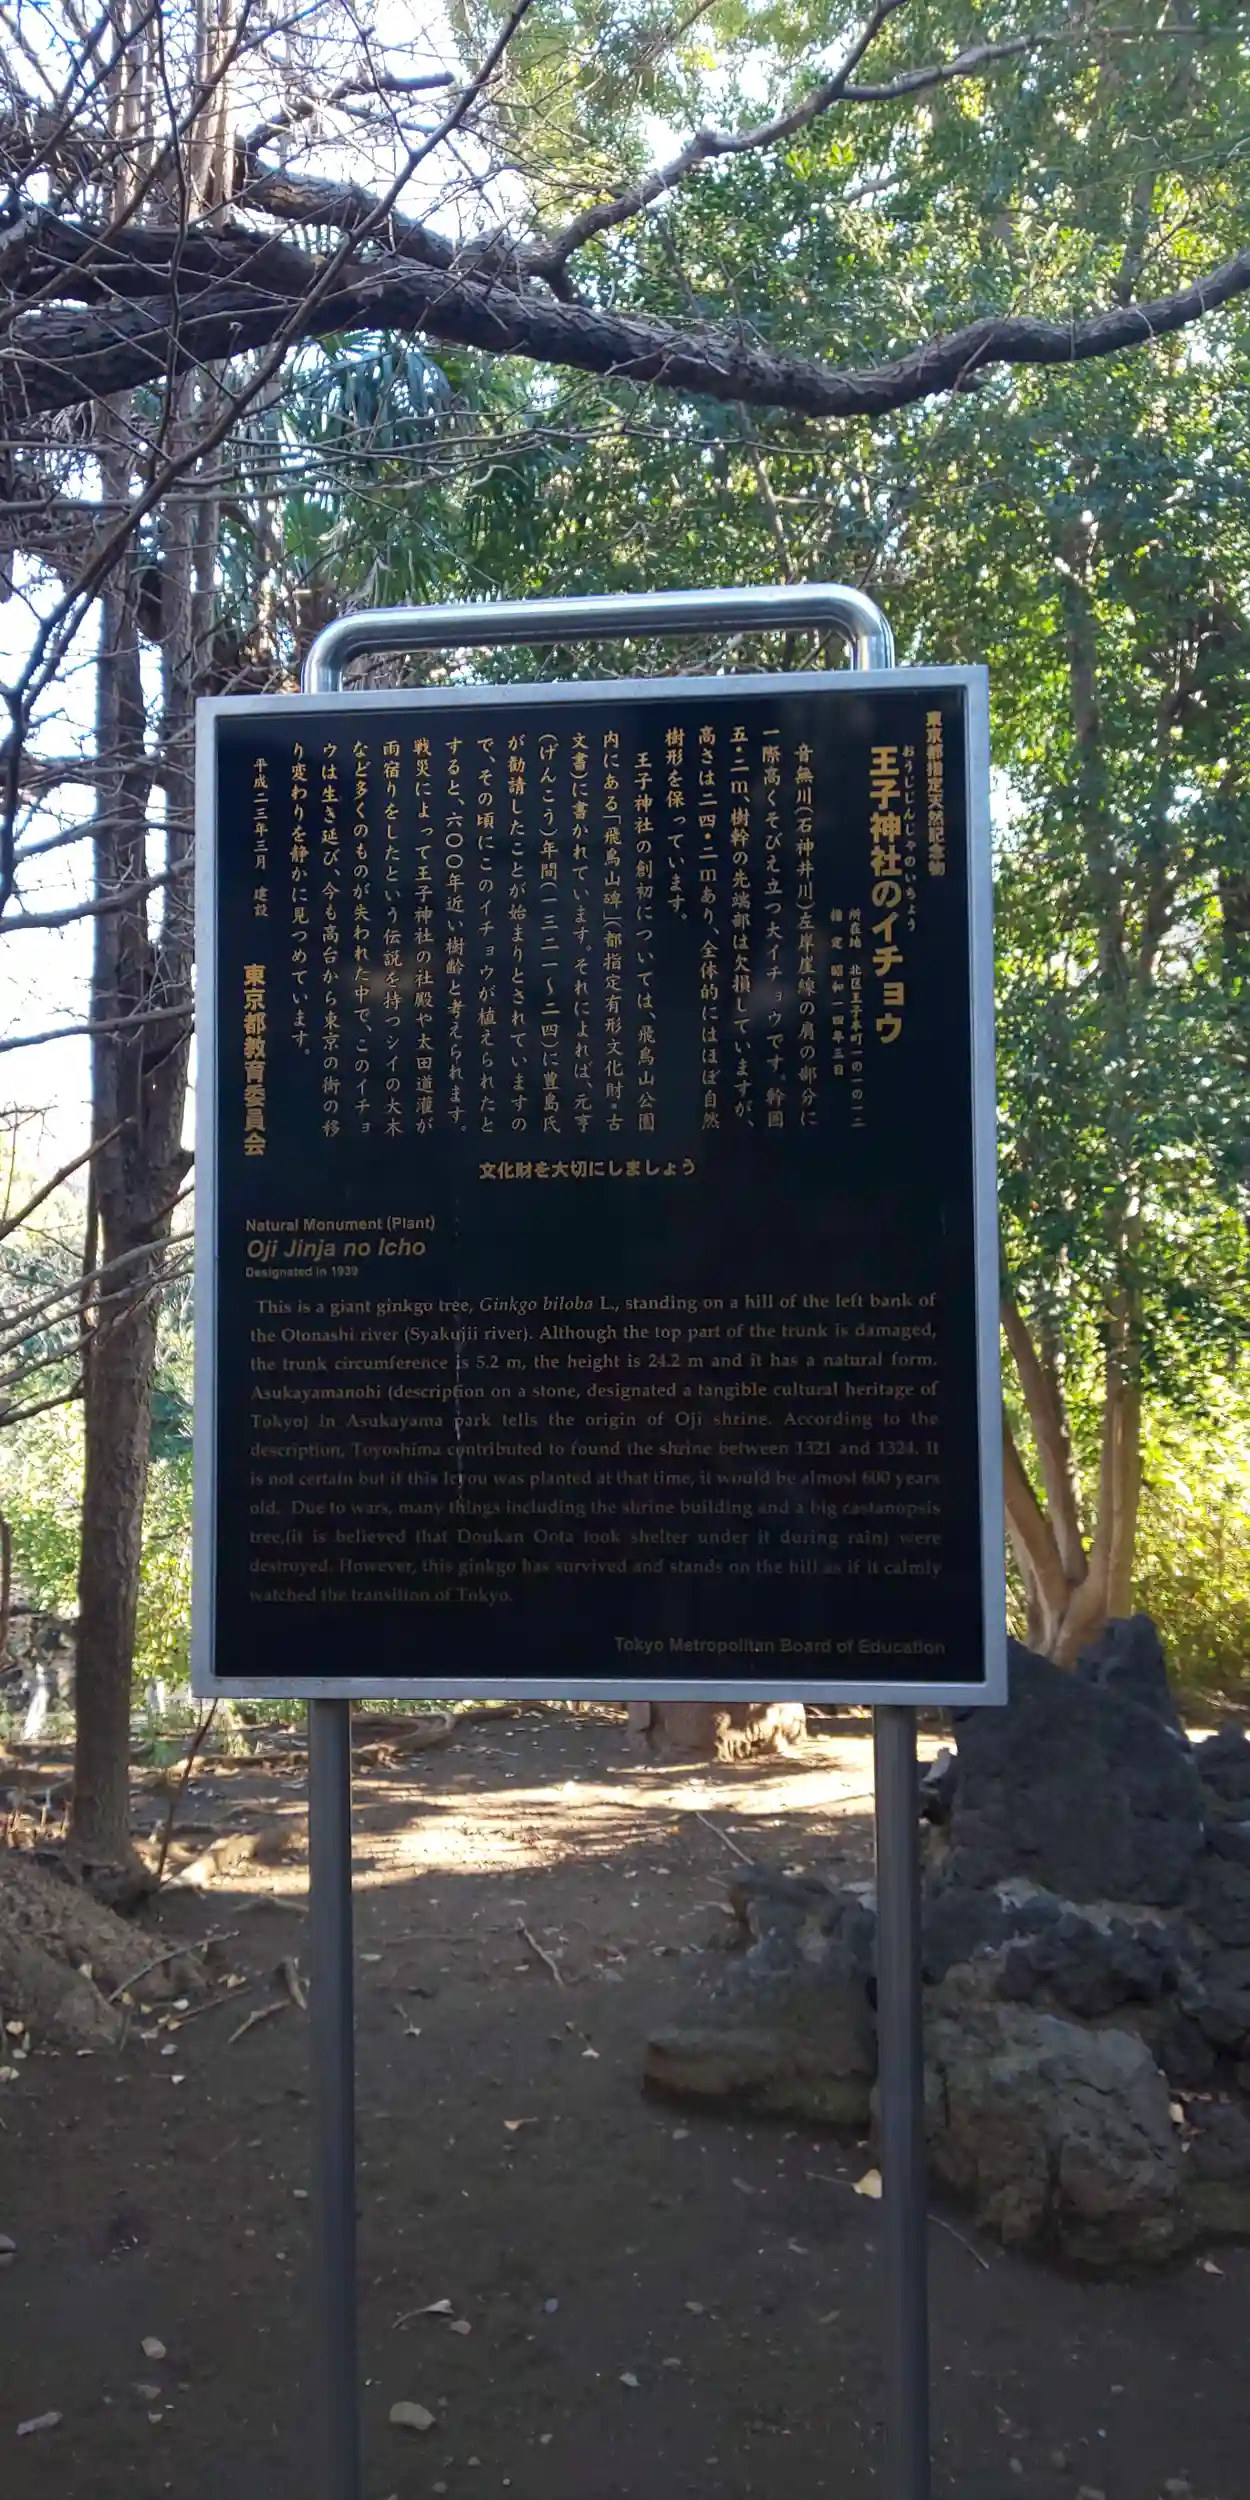 東京都指定天然記念物
おうじじんじゃのいちょう
王子神社のイチョウ
所在地 北区王子本町一の一の一二
指 定 昭和一四年三日
音無川(石神井川)左岸崖線の肩の部分に
一際高くそびえ立つ大イチョウです。幹囲
五・二m、樹幹の先端部は欠損していますが、
高さは二四・二mあり、全体的にはほぼ自然
樹形を保っています。
王子神社の創初については、飛鳥山公園
内にある「飛鳥山碑」(都指定有形文化財・古
文書)に書かれています。それによれば、元亨
(げんこう)年間(一三二一〜二四)に豊島氏
が勧請したことが始まりとされていますの
で、その頃にこのイチョウが植えられたと
すると、六〇〇年近い樹齢と考えられます。
戦災によって王子神社の社殿や太田道灌が
雨宿りをしたという伝説を持つシイの大木
など多くのものが失われた中で、このイチョ
ウは生き延び、今も高台から東京の街の移
り変わりを静かに見つめています。
平成二三年三月 建設
東京都教育委員会
文化財を大切にしましょう
Natural Monument (Plant)
Oji Jinja no Icho
Designated in 1939
This is a giant ginkgo tree, Ginkgo biloba L., standing on a hill of the left bank of
the Otonashi river (Syakujii river). Although the top part of the trunk is damaged,
the trunk circumference is 5.2 m, the height is 24.2 m and it has a natural form.
Asukayamanohi (description on a stone, designated a tangible cultural heritage of
Tokyo) in Asukayama park tells the origin of Oji shrine. According to the
description, Toyoshima contributed to found the shrine between 1321 and 1324. It
is not certain but if this Icyou was planted at that time, it would be almost 600 years
old. Due to wars, many things including the shrine building and a big castanopsis
tree,(it is believed that Doukan Oota took shelter under it during rain) were
destroyed. However, this ginkgo has survived and stands on the hill as if it calmly
watched the transition of Tokyo.
Tokyo Metropolitan Board of Education